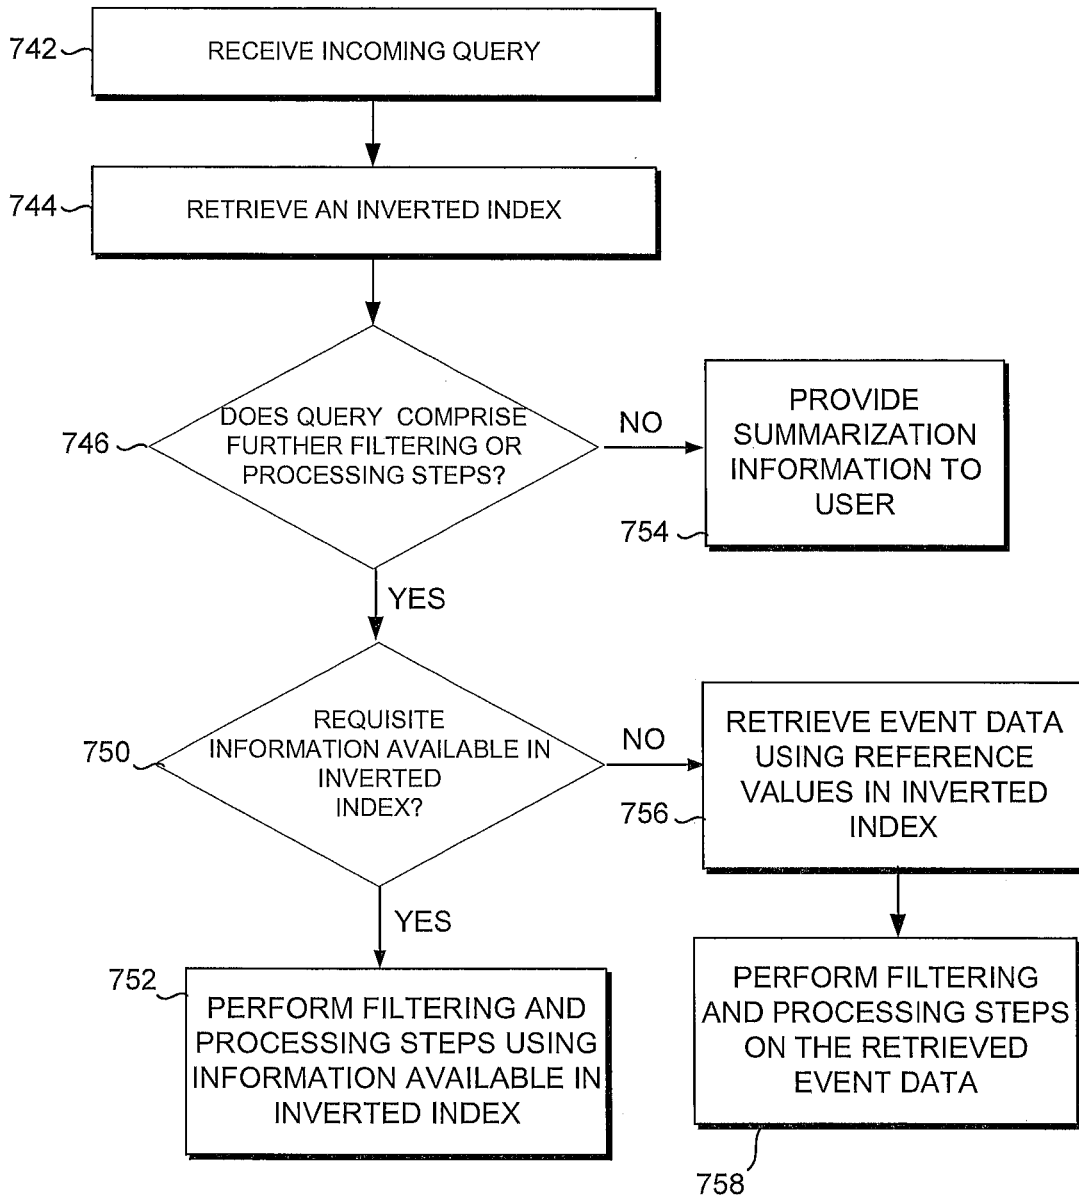 742
RECEIVE INCOMING QUERY
744
RETRIEVE AN INVERTED INDEX
746
DOES QUERY COMPRISE
FURTHER FILTERING OR
PROCESSING STEPS?
NO
PROVIDE
SUMMARIZATION
INFORMATION TO
USER
754
YES
750
REQUISITE
INFORMATION AVAILABLE IN
INVERTED
INDEX?
NO
RETRIEVE EVENT DATA
USING REFERENCE
VALUES IN INVERTED
INDEX
756
YES
752
PERFORM FILTERING AND
PROCESSING STEPS USING
INFORMATION AVAILABLE IN
INVERTED INDEX
PERFORM FILTERING
AND PROCESSING STEPS
ON THE RETRIEVED
EVENT DATA
758